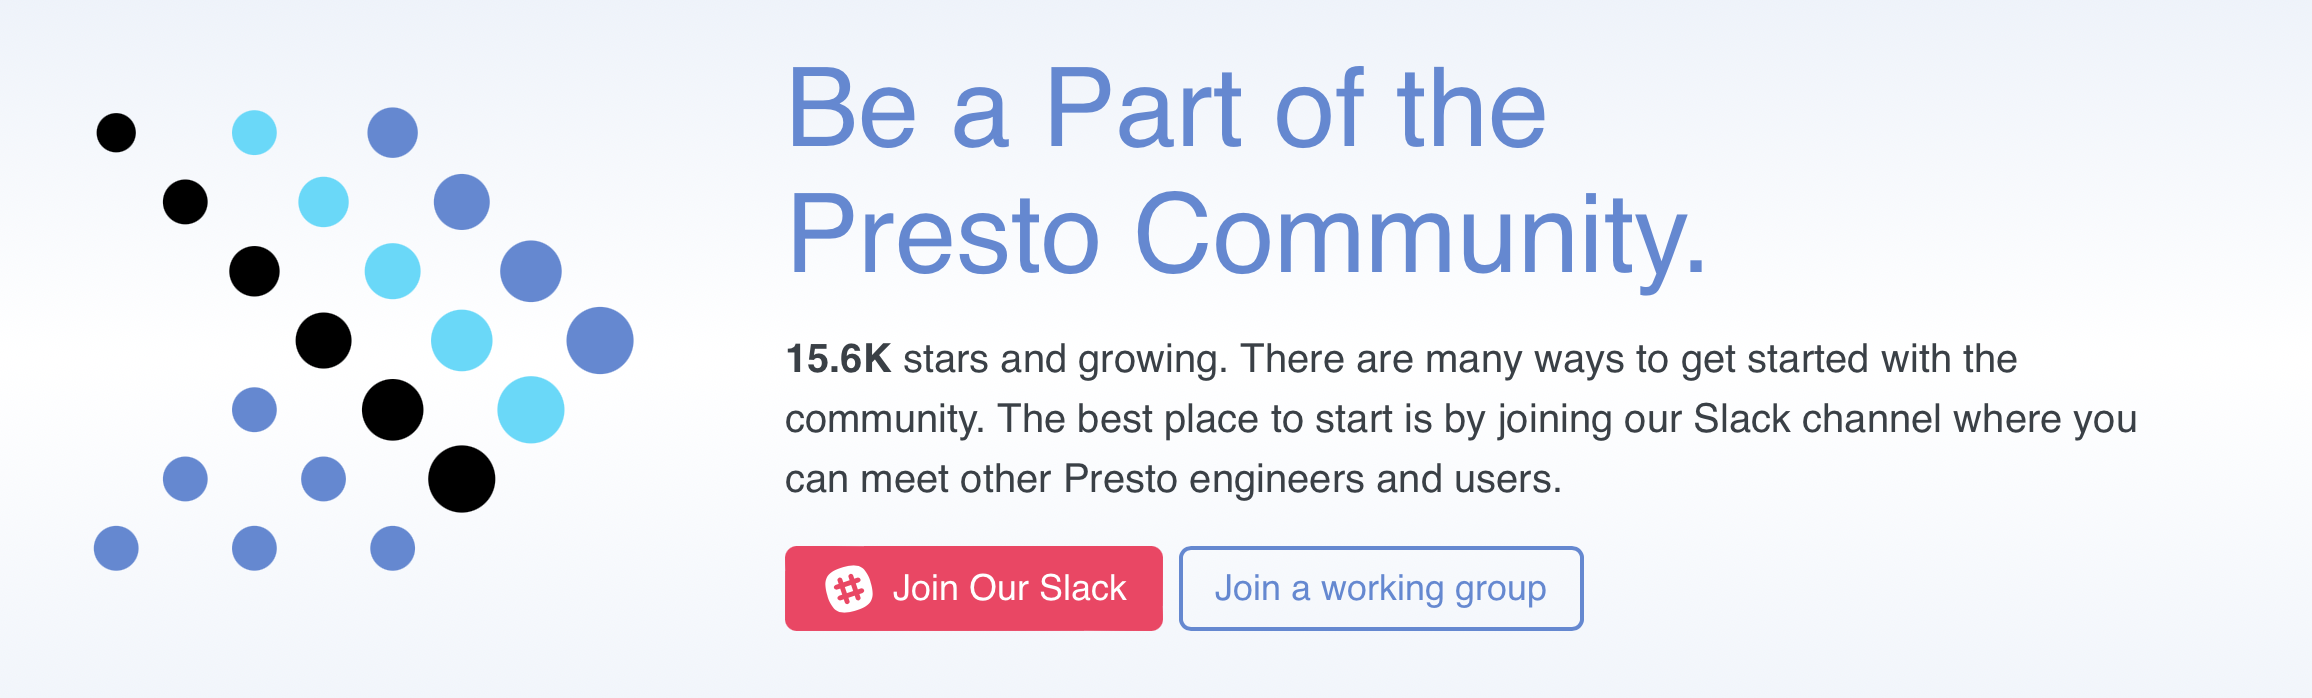 Be a Part of the
Presto Community.
15.6K stars and growing. There are many ways to get started with the
community. The best place to start is by joining our Slack channel where you
can meet other Presto engineers and users.
Join Our Slack
Join a working group